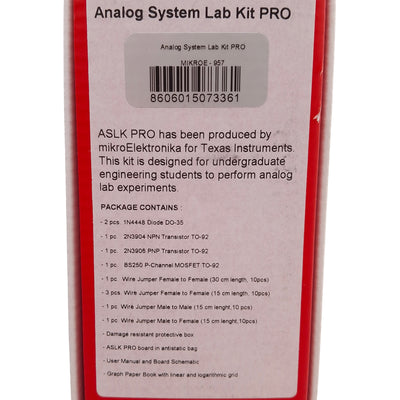 Analog System Lab Kit PRO
Analog System Lab Kit PRO
MIKROE - 957
8606015073361
ASLK PRO has been produced by
mikroElektronika for Texas Instruments.
This kit is designed for undergraduate
engineering students to perform analog
lab experiments.
PACKAGE CONTAINS :
- 2 pcs. 1N4448 Diode DO-35
- 1 pc. 2N3904 NPN Transistor TO-92
- 1 pc. 2N3906 PNP Transistor TO-92
- 1 pc. BS250 P-Channel MOSFET TO-92
- 1 pc. Wire Jumper Female to Female (30 cm length, 10pcs)
- 3 pcs. Wire Jumper Female to Female (15 cm length, 10pcs)
- 1 pc. Wire Jumper Male to Male (15 cm lenght,10 pcs)
- 1 pc. Wire Jumper Male to Female (15 cm lenght,10pcs)
- Damage resistant protective box
- ASLK PRO board in antistatic bag
- User Manual and Board Schematic
- Graph Paper Book with linear and logarithmic grid